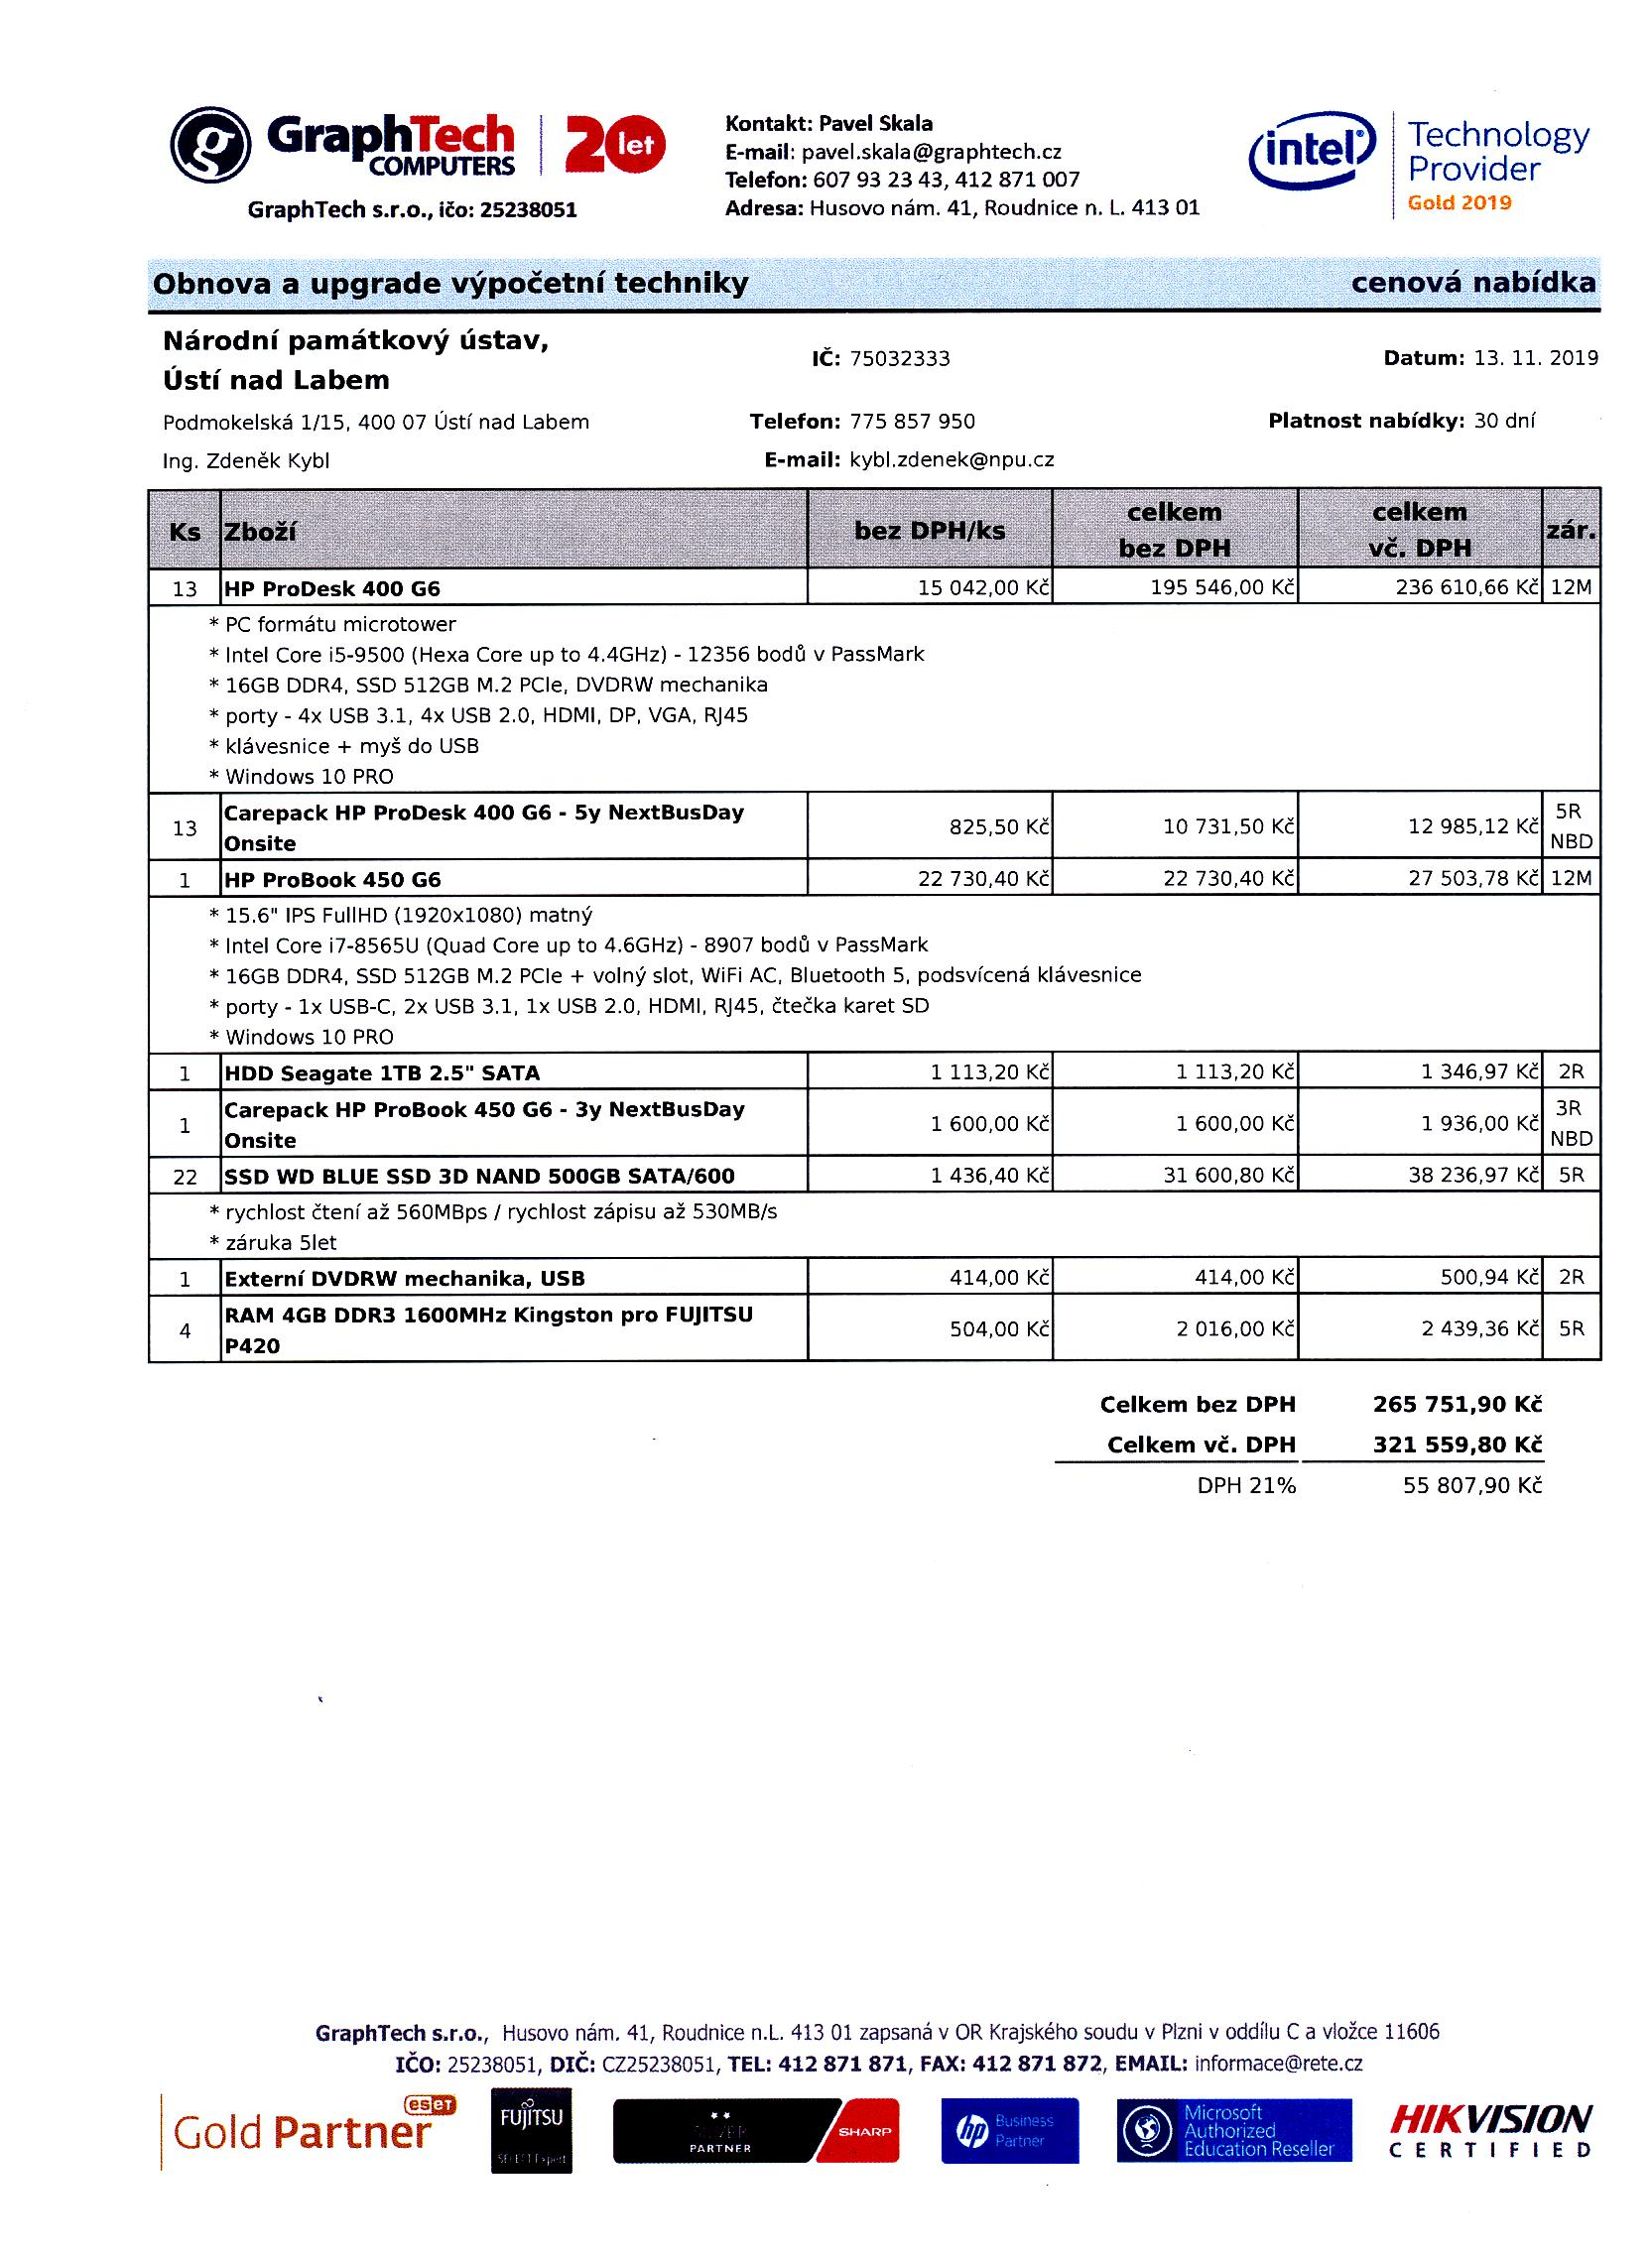 GraphTech | 20 let
COMPUTERS
GraphTech s.r.o., ičo: 25238051
Kontakt: Pavel Skala
E-mail: pavel.skala@graphtech.cz
Telefon: 607 93 23 43, 412 871 007
Adresa: Husovo nám. 41, Roudnice n. L. 413 01
intel® Technology
Provider
Gold 2019
Obnova a upgrade výpočetní techniky cenová nabídka
Národní památkový ústav,
Ústí nad Labem
IČ: 75032333 Datum: 13. 11. 2019
Podmokelská 1/15, 400 07 Ústí nad Labem Telefon: 775 857 950 Platnost nabídky: 30 dní
Ing. Zdeněk Kybl E-mail: kybl.zdenek@npu.cz
Ks Zboží bez DPH/ks celkem bez DPH celkem vč. DPH zár.
13 HP ProDesk 400 G6 15 042,00 Kč 195 546,00 Kč 236 610,66 Kč 12M
* PC formátu microtower
* Intel Core i5-9500 (Hexa Core up to 4.4GHz) - 12356 bodů v PassMark
* 16GB DDR4, SSD 512GB M.2 PCIe, DVDRW mechanika
* porty - 4x USB 3.1, 4x USB 2.0, HDMI, DP, VGA, RJ45
* klávesnice + myš do USB
* Windows 10 PRO
13 Carepack HP ProDesk 400 G6 - 5y NextBusDay Onsite 825,50 Kč 10 731,50 Kč 12 985,12 Kč 5R NBD
1 HP ProBook 450 G6 22 730,40 Kč 22 730,40 Kč 27 503,78 Kč 12M
* 15.6" IPS FullHD (1920x1080) matný
* Intel Core i7-8565U (Quad Core up to 4.6GHz) - 8907 bodů v PassMark
* 16GB DDR4, SSD 512GB M.2 PCIe + volný slot, WiFi AC, Bluetooth 5, podsvícená klávesnice
* porty - 1x USB-C, 2x USB 3.1, 1x USB 2.0, HDMI, RJ45, čtečka karet SD
* Windows 10 PRO
1 HDD Seagate 1TB 2.5" SATA 1 113,20 Kč 1 113,20 Kč 1 346,97 Kč 2R
1 Carepack HP ProBook 450 G6 - 3y NextBusDay Onsite 1 600,00 Kč 1 600,00 Kč 1 936,00 Kč 3R NBD
22 SSD WD BLUE SSD 3D NAND 500GB SATA/600 1 436,40 Kč 31 600,80 Kč 38 236,97 Kč 5R
* rychlost čtení až 560MBps / rychlost zápisu až 530MB/s
* záruka 5let
1 Externí DVDRW mechanika, USB 414,00 Kč 414,00 Kč 500,94 Kč 2R
4 RAM 4GB DDR3 1600MHz Kingston pro FUJITSU P420 504,00 Kč 2 016,00 Kč 2 439,36 Kč 5R
Celkem bez DPH 265 751,90 Kč
Celkem vč. DPH 321 559,80 Kč
DPH 21% 55 807,90 Kč
GraphTech s.r.o., Husovo nám. 41, Roudnice n.L. 413 01 zapsaná v OR Krajského soudu v Plzni v oddílu C a vložce 11606
IČO: 25238051, DIČ: CZ25238051, TEL: 412 871 871, FAX: 412 871 872, EMAIL: informace@rete.cz
eset
Gold Partner
FUJITSU
SELECT Expert
PARTNER
SHARP
hp Business
Partner
Microsoft
Authorized
Education Reseller
HIKVISION
CERTIFIED